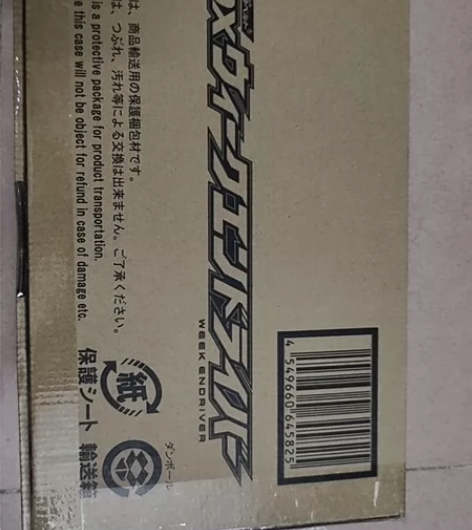 DXウィークエンドライバー
WEEK ENDRIVER
は、商品輸送用の保護梱包材です。
は、つぶれ、汚れ等による交換は出来ません。ご了承ください。
is a protective package for product transportation.
this case will not be object for refund in case of damage etc.
紙
保護シート
ダンボール
輸送箱
4 549660 645825